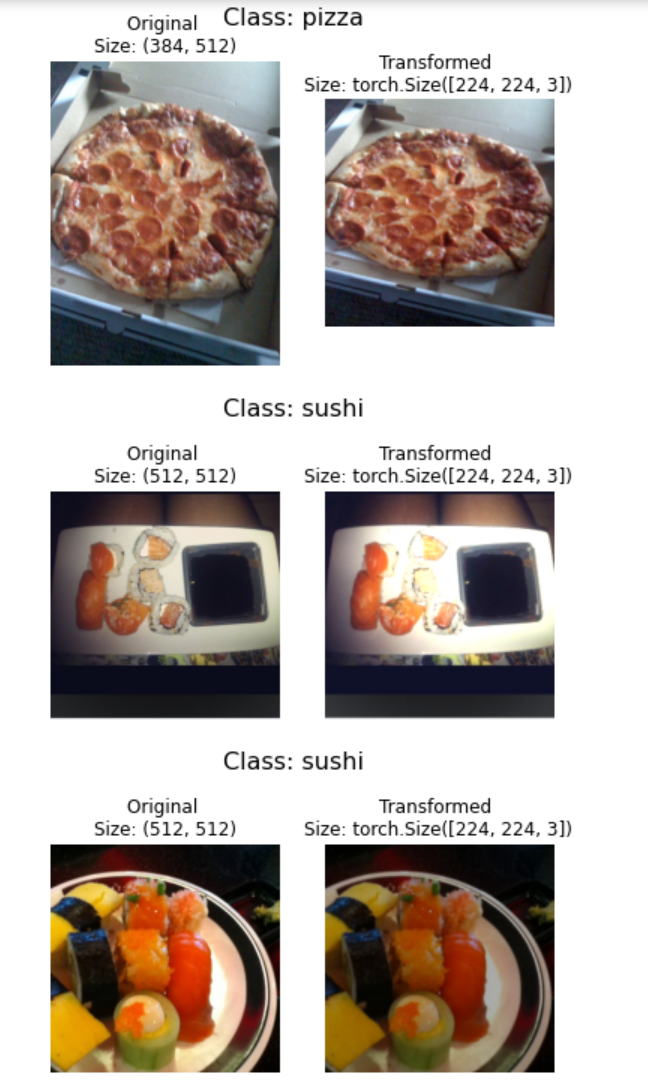 Class: pizza
Original
Size: (384, 512)
Transformed
Size: torch.Size([224, 224, 3])
Class: sushi
Original
Size: (512, 512)
Transformed
Size: torch.Size([224, 224, 3])
Class: sushi
Original
Size: (512, 512)
Transformed
Size: torch.Size([224, 224, 3])